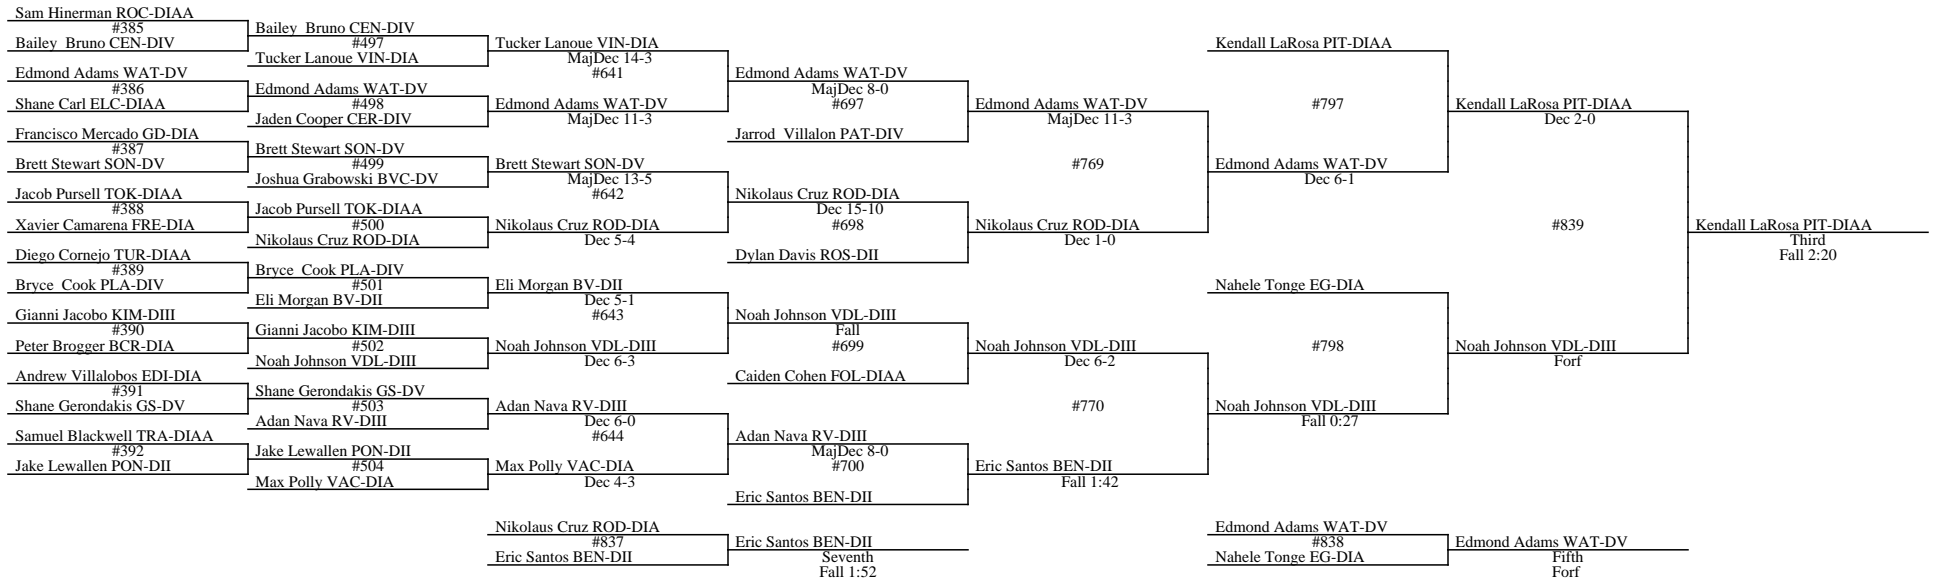 Sam Hinerman ROC-DIAA
#385
Bailey  Bruno CEN-DIV
Edmond Adams WAT-DV
#386
Shane Carl ELC-DIAA
Francisco Mercado GD-DIA
#387
Brett Stewart SON-DV
Jacob Pursell TOK-DIAA
#388
Xavier Camarena FRE-DIA
Diego Cornejo TUR-DIAA
#389
Bryce  Cook PLA-DIV
Gianni Jacobo KIM-DIII
#390
Peter Brogger BCR-DIA
Andrew Villalobos EDI-DIA
#391
Shane Gerondakis GS-DV
Samuel Blackwell TRA-DIAA
#392
Jake Lewallen PON-DII
Bailey  Bruno CEN-DIV
#497
Tucker Lanoue VIN-DIA
Edmond Adams WAT-DV
#498
Jaden Cooper CER-DIV
Brett Stewart SON-DV
#499
Joshua Grabowski BVC-DV
Jacob Pursell TOK-DIAA
#500
Nikolaus Cruz ROD-DIA
Bryce  Cook PLA-DIV
#501
Eli Morgan BV-DII
Gianni Jacobo KIM-DIII
#502
Noah Johnson VDL-DIII
Shane Gerondakis GS-DV
#503
Adan Nava RV-DIII
Jake Lewallen PON-DII
#504
Max Polly VAC-DIA
Tucker Lanoue VIN-DIA
MajDec 14-3
#641
Edmond Adams WAT-DV
MajDec 11-3
Brett Stewart SON-DV
MajDec 13-5
#642
Nikolaus Cruz ROD-DIA
Dec 5-4
Eli Morgan BV-DII
Dec 5-1
#643
Noah Johnson VDL-DIII
Dec 6-3
Adan Nava RV-DIII
Dec 6-0
#644
Max Polly VAC-DIA
Dec 4-3
Edmond Adams WAT-DV
MajDec 8-0
#697
Jarrod  Villalon PAT-DIV
Nikolaus Cruz ROD-DIA
Dec 15-10
#698
Dylan Davis ROS-DII
Noah Johnson VDL-DIII
Fall
#699
Caiden Cohen FOL-DIAA
Adan Nava RV-DIII
MajDec 8-0
#700
Eric Santos BEN-DII
Edmond Adams WAT-DV
MajDec 11-3
#769
Nikolaus Cruz ROD-DIA
Dec 1-0
Noah Johnson VDL-DIII
Dec 6-2
#770
Eric Santos BEN-DII
Fall 1:42
Kendall LaRosa PIT-DIAA
#797
Edmond Adams WAT-DV
Dec 6-1
Nahele Tonge EG-DIA
#798
Noah Johnson VDL-DIII
Fall 0:27
Kendall LaRosa PIT-DIAA
Dec 2-0
#839
Noah Johnson VDL-DIII
Forf
Kendall LaRosa PIT-DIAA
Third
Fall 2:20
Nikolaus Cruz ROD-DIA
#837
Eric Santos BEN-DII
Eric Santos BEN-DII
Seventh
Fall 1:52
Edmond Adams WAT-DV
#838
Nahele Tonge EG-DIA
Edmond Adams WAT-DV
Fifth
Forf